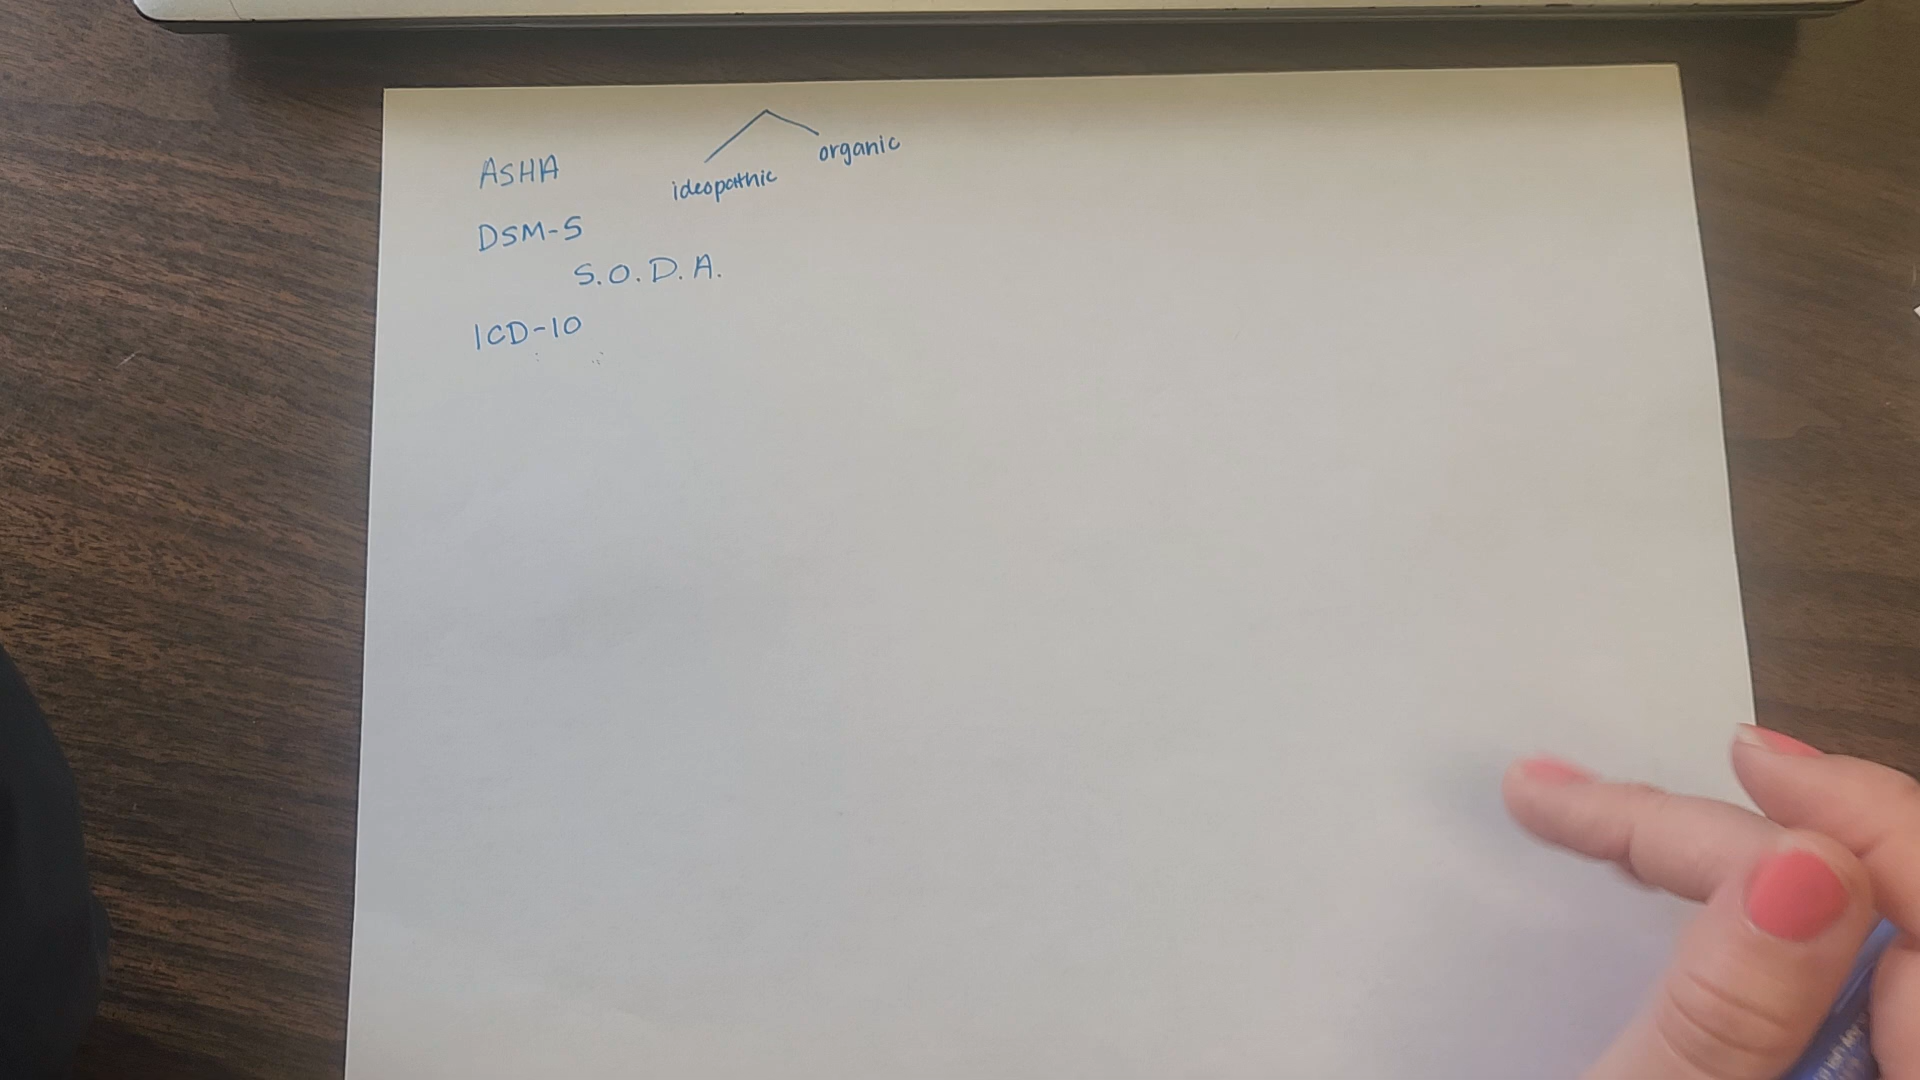 organic
ASHA
ideopathic
DSM-5
S.O.D.A.
ICD-10